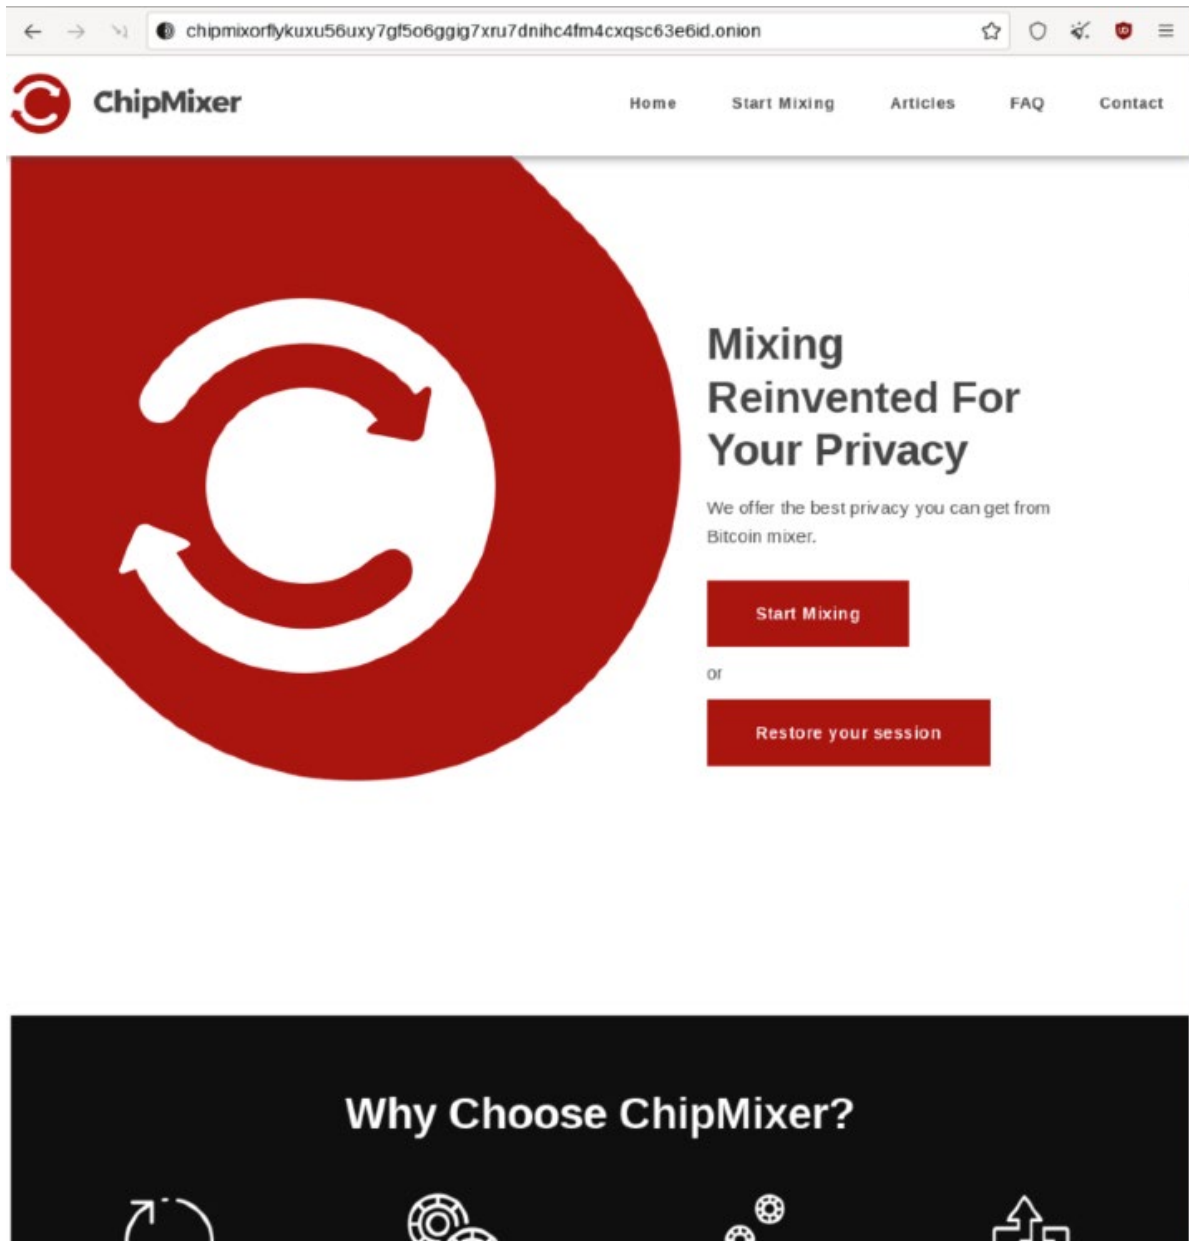 chipmixorflykuxu56uxy7gf5o6ggig7xru7dnihc4fm4cxqsc63e6id.onion
ChipMixer
Home Start Mixing Articles FAQ Contact
Mixing
Reinvented For
Your Privacy
We offer the best privacy you can get from
Bitcoin mixer.
Start Mixing
or
Restore your session
Why Choose ChipMixer?